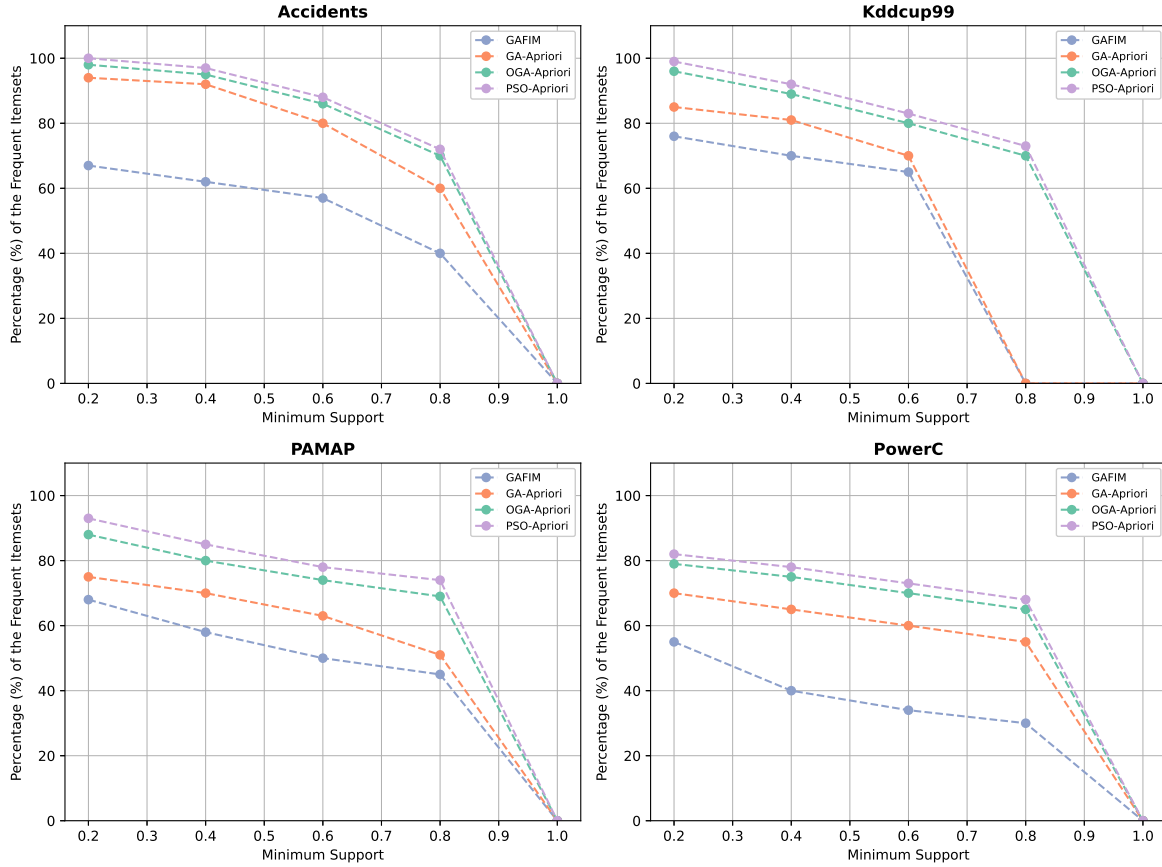 Accidents
Percentage (%) of the Frequent Itemsets
100
80
60
40
20
0
GAFIM
GA-Apriori
OGA-Apriori
PSO-Apriori
0.2 0.3 0.4 0.5 0.6 0.7 0.8 0.9 1.0
Minimum Support
Kddcup99
Percentage (%) of the Frequent Itemsets
100
80
60
40
20
0
GAFIM
GA-Apriori
OGA-Apriori
PSO-Apriori
0.2 0.3 0.4 0.5 0.6 0.7 0.8 0.9 1.0
Minimum Support
PAMAP
Percentage (%) of the Frequent Itemsets
100
80
60
40
20
0
GAFIM
GA-Apriori
OGA-Apriori
PSO-Apriori
0.2 0.3 0.4 0.5 0.6 0.7 0.8 0.9 1.0
Minimum Support
PowerC
Percentage (%) of the Frequent Itemsets
100
80
60
40
20
0
GAFIM
GA-Apriori
OGA-Apriori
PSO-Apriori
0.2 0.3 0.4 0.5 0.6 0.7 0.8 0.9 1.0
Minimum Support